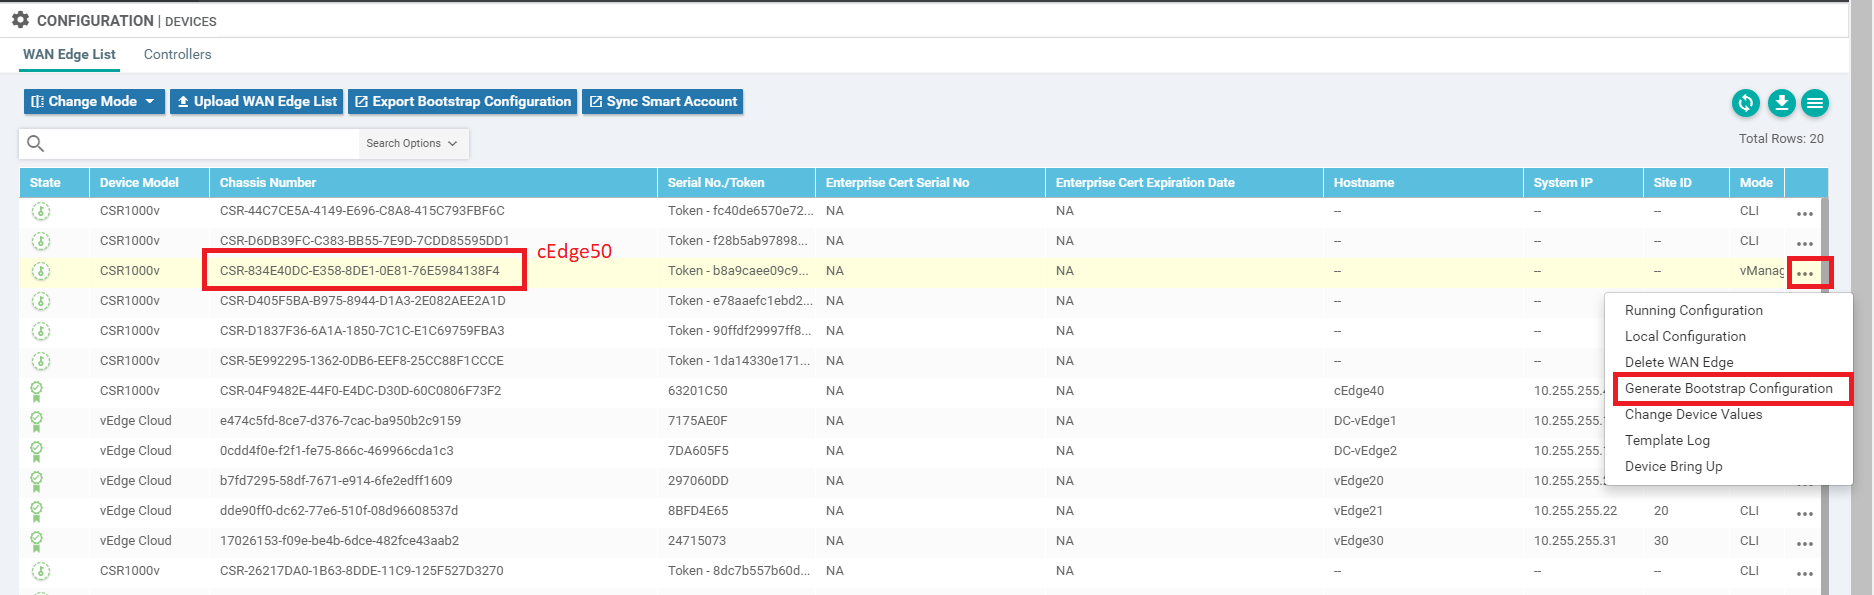 CONFIGURATION | DEVICES
WAN Edge List Controllers
Change Mode Upload WAN Edge List Export Bootstrap Configuration Sync Smart Account
Search Options
Total Rows: 20
State Device Model Chassis Number Serial No./Token Enterprise Cert Serial No Enterprise Cert Expiration Date Hostname System IP Site ID Mode
CSR1000v CSR-44C7CE5A-4149-E696-C8A8-415C793FBF6C Token - fc40de6570e72... NA NA -- -- -- CLI ...
CSR1000v CSR-D6DB39FC-C383-BB55-7E9D-7CDD85595DD1 Token - f28b5ab97898... NA NA -- -- -- CLI ...
cEdge50
CSR1000v CSR-834E40DC-E358-8DE1-0E81-76E5984138F4 Token - b8a9caee09c9... NA NA -- -- -- vManag ...
CSR1000v CSR-D405F5BA-B975-8944-D1A3-2E082AEE2A1D Token - e78aaefc1ebd2... NA NA -- --
CSR1000v CSR-D1837F36-6A1A-1850-7C1C-E1C69759FBA3 Token - 90ffdf29997ff8... NA NA -- --
CSR1000v CSR-5E992295-1362-0DB6-EEF8-25CC88F1CCCE Token - 1da14330e171... NA NA -- --
CSR1000v CSR-04F9482E-44F0-E4DC-D30D-60C0806F73F2 63201C50 NA NA cEdge40 10.255.255.
vEdge Cloud e474c5fd-8ce7-d376-7cac-ba950b2c9159 7175AE0F NA NA DC-vEdge1 10.255.255.
vEdge Cloud 0cdd4f0e-f2f1-fe75-866c-469966cda1c3 7DA605F5 NA NA DC-vEdge2 10.255.255.
vEdge Cloud b7fd7295-58df-7671-e914-6fe2edff1609 297060DD NA NA vEdge20 10.255.255.
vEdge Cloud dde90ff0-dc62-77e6-510f-08d96608537d 8BFD4E65 NA NA vEdge21 10.255.255.22 20 CLI ...
vEdge Cloud 17026153-f09e-be4b-6dce-482fce43aab2 24715073 NA NA vEdge30 10.255.255.31 30 CLI ...
CSR1000v CSR-26217DA0-1B63-8DDE-11C9-125F527D3270 Token - 8dc7b557b60d... NA NA -- -- -- CLI ...
Running Configuration
Local Configuration
Delete WAN Edge
Generate Bootstrap Configuration
Change Device Values
Template Log
Device Bring Up